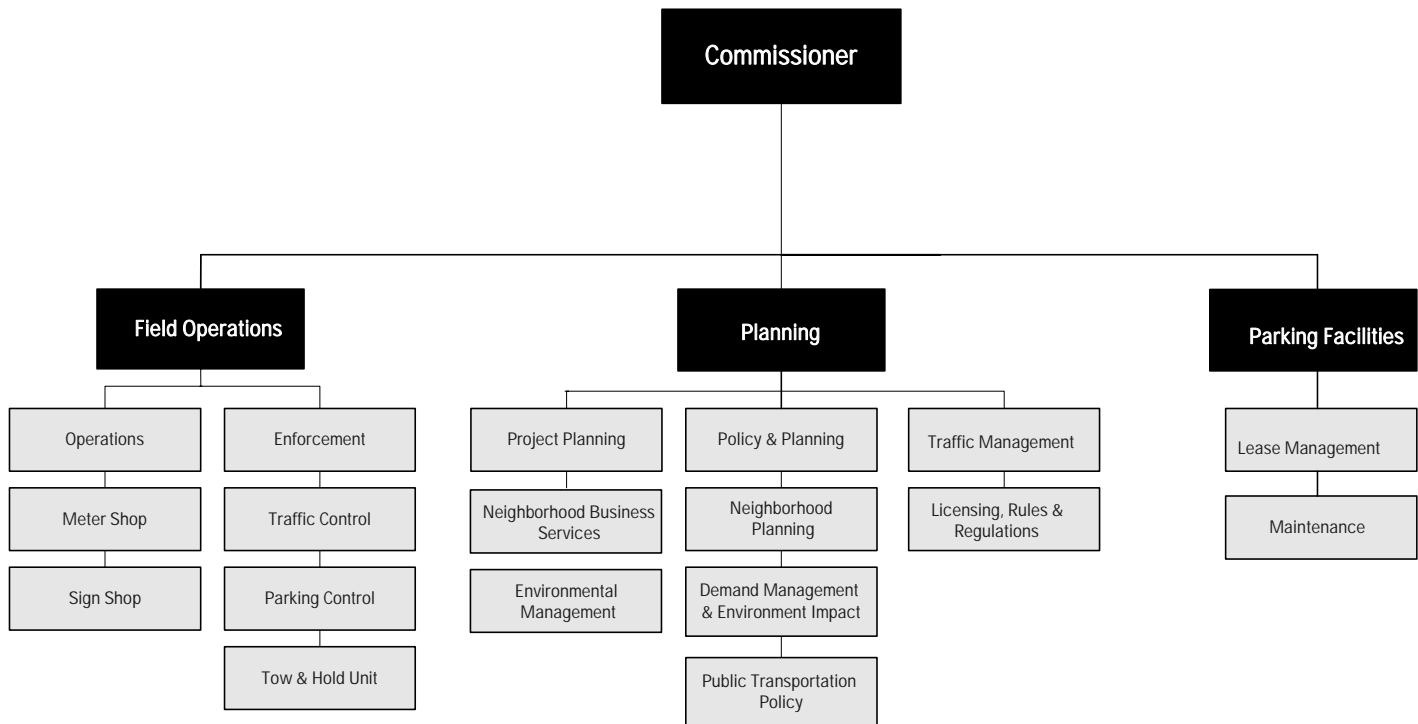 Commissioner
Field Operations
Planning
Parking Facilities
Operations
Enforcement
Project Planning
Policy & Planning
Traffic Management
Lease Management
Meter Shop
Traffic Control
Neighborhood Business
Services
Neighborhood
Planning
Licensing, Rules &
Regulations
Maintenance
Sign Shop
Parking Control
Environmental
Management
Demand Management
& Environment Impact
Tow & Hold Unit
Public Transportation
Policy